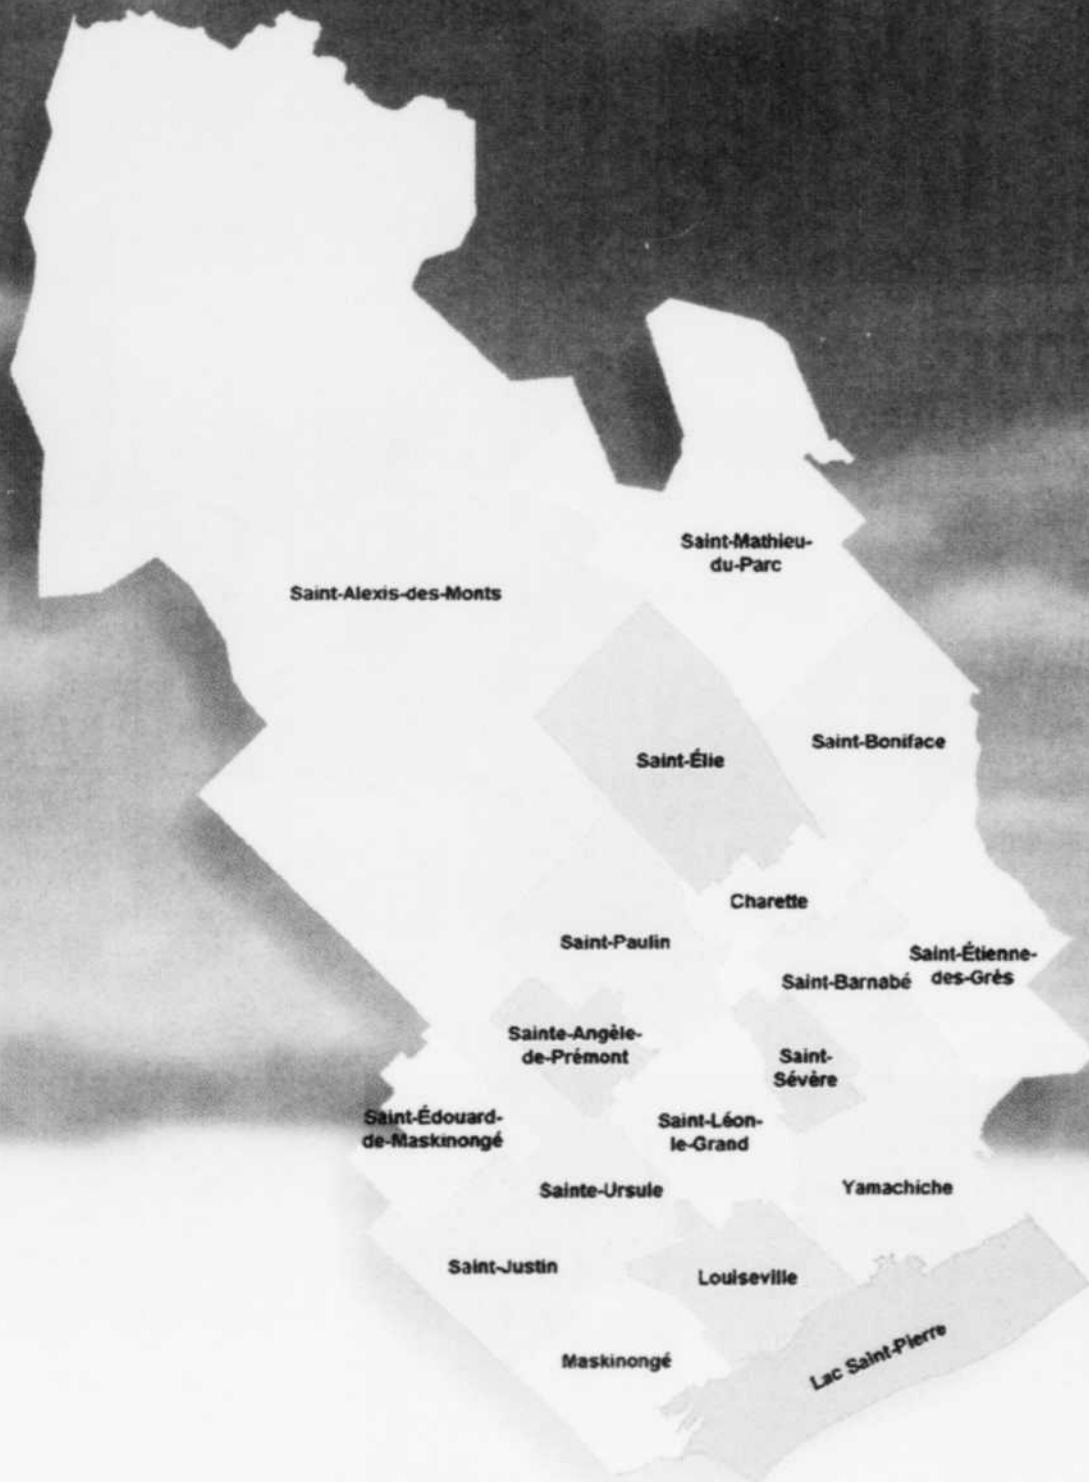 Saint-Mathieu-
du-Parc
Saint-Alexis-des-Monts
Saint-Boniface
Saint-Élie
Charette
Saint-Paulin
Saint-Étienne-
des-Grès
Saint-Barnabé
Sainte-Angèle-
de-Prémont
Saint-
Sévère
Saint-Édouard-
de-Maskinongé
Saint-Léon-
le-Grand
Sainte-Ursule
Yamachiche
Saint-Justin
Louiseville
Maskinongé
Lac Saint-Pierre